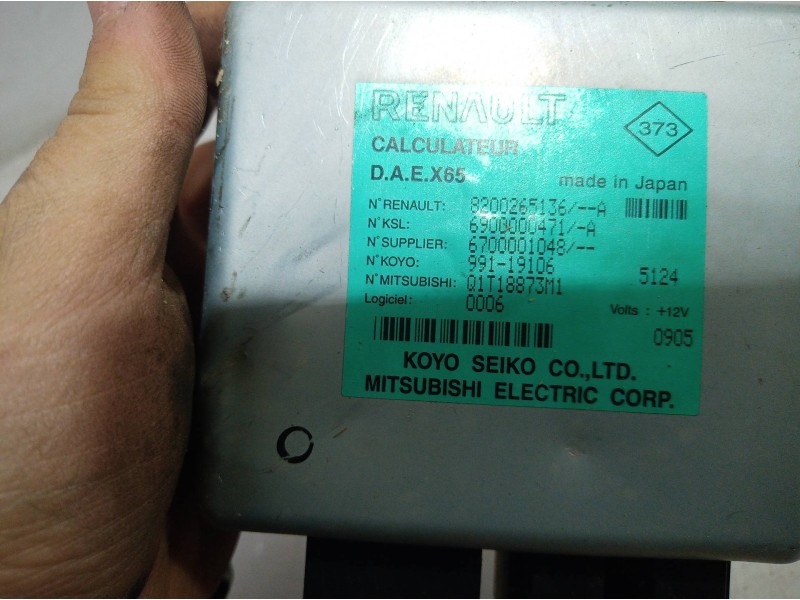 RENAULT
373
CALCULATEUR
D.A.E.X65 made in Japan
N°RENAULT: 8200265136/--A
N°KSL: 6900000471/-A
N°SUPPLIER: 6700001048/--
N°KOYO: 991-19106
5124
N°MITSUBISHI: Q1T18873M1
Logiciel: 0006 Volts : +12V
0905
KOYO SEIKO CO.,LTD.
MITSUBISHI ELECTRIC CORP.